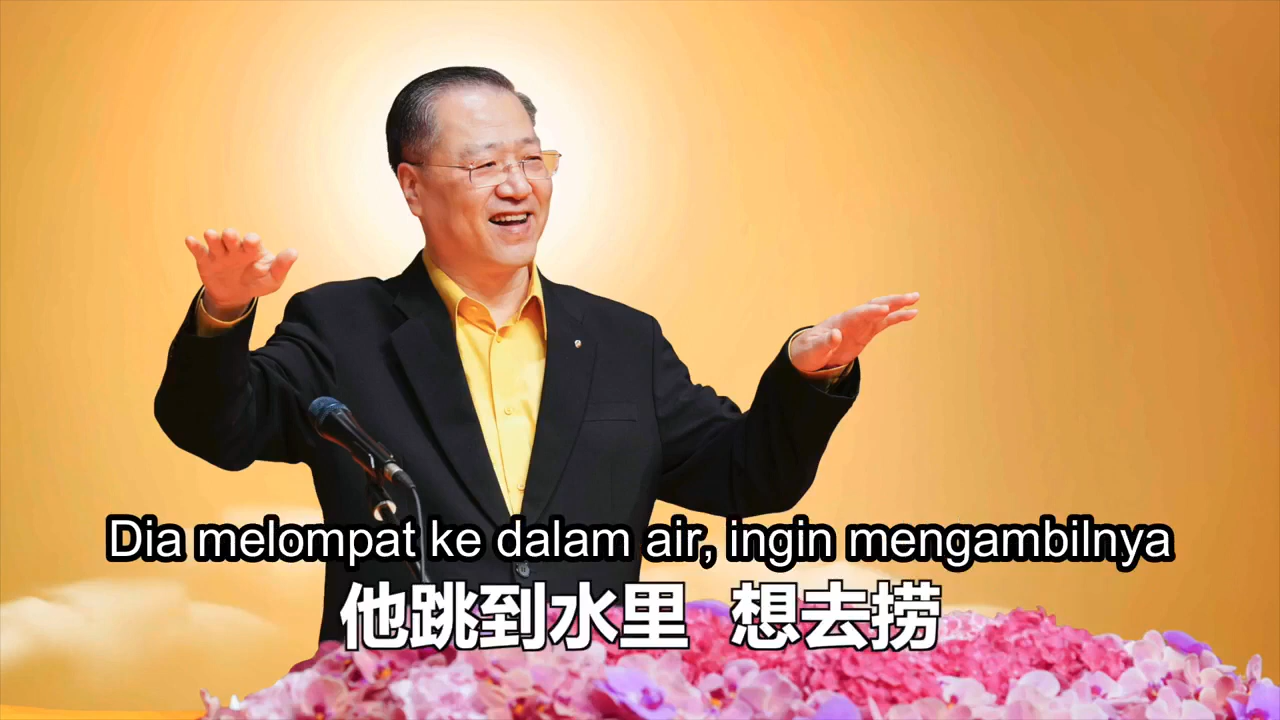 Dia melompat ke dalam air, ingin mengambilnya
他跳到水里 想去捞